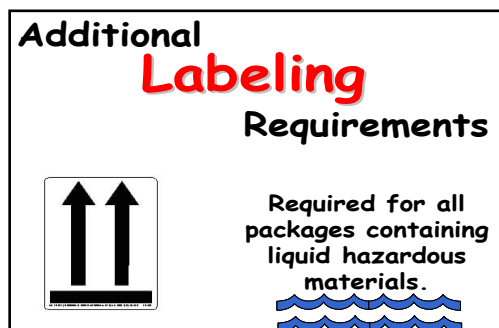 Additional
Labeling
Requirements
Required for all
packages containing
liquid hazardous
materials.